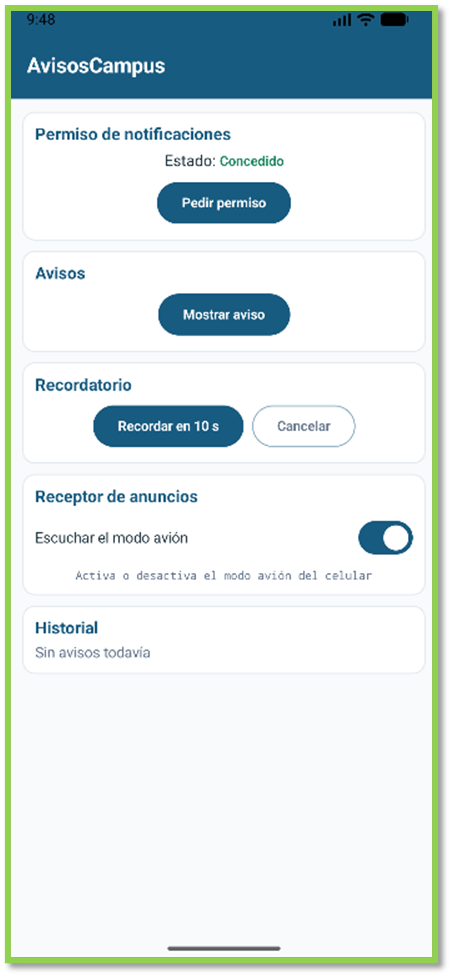 9:48
AvisosCampus
Permiso de notificaciones
Estado: Concedido
Pedir permiso
Avisos
Mostrar aviso
Recordatorio
Recordar en 10 s
Cancelar
Receptor de anuncios
Escuchar el modo avión
Activa o desactiva el modo avión del celular
Historial
Sin avisos todavía